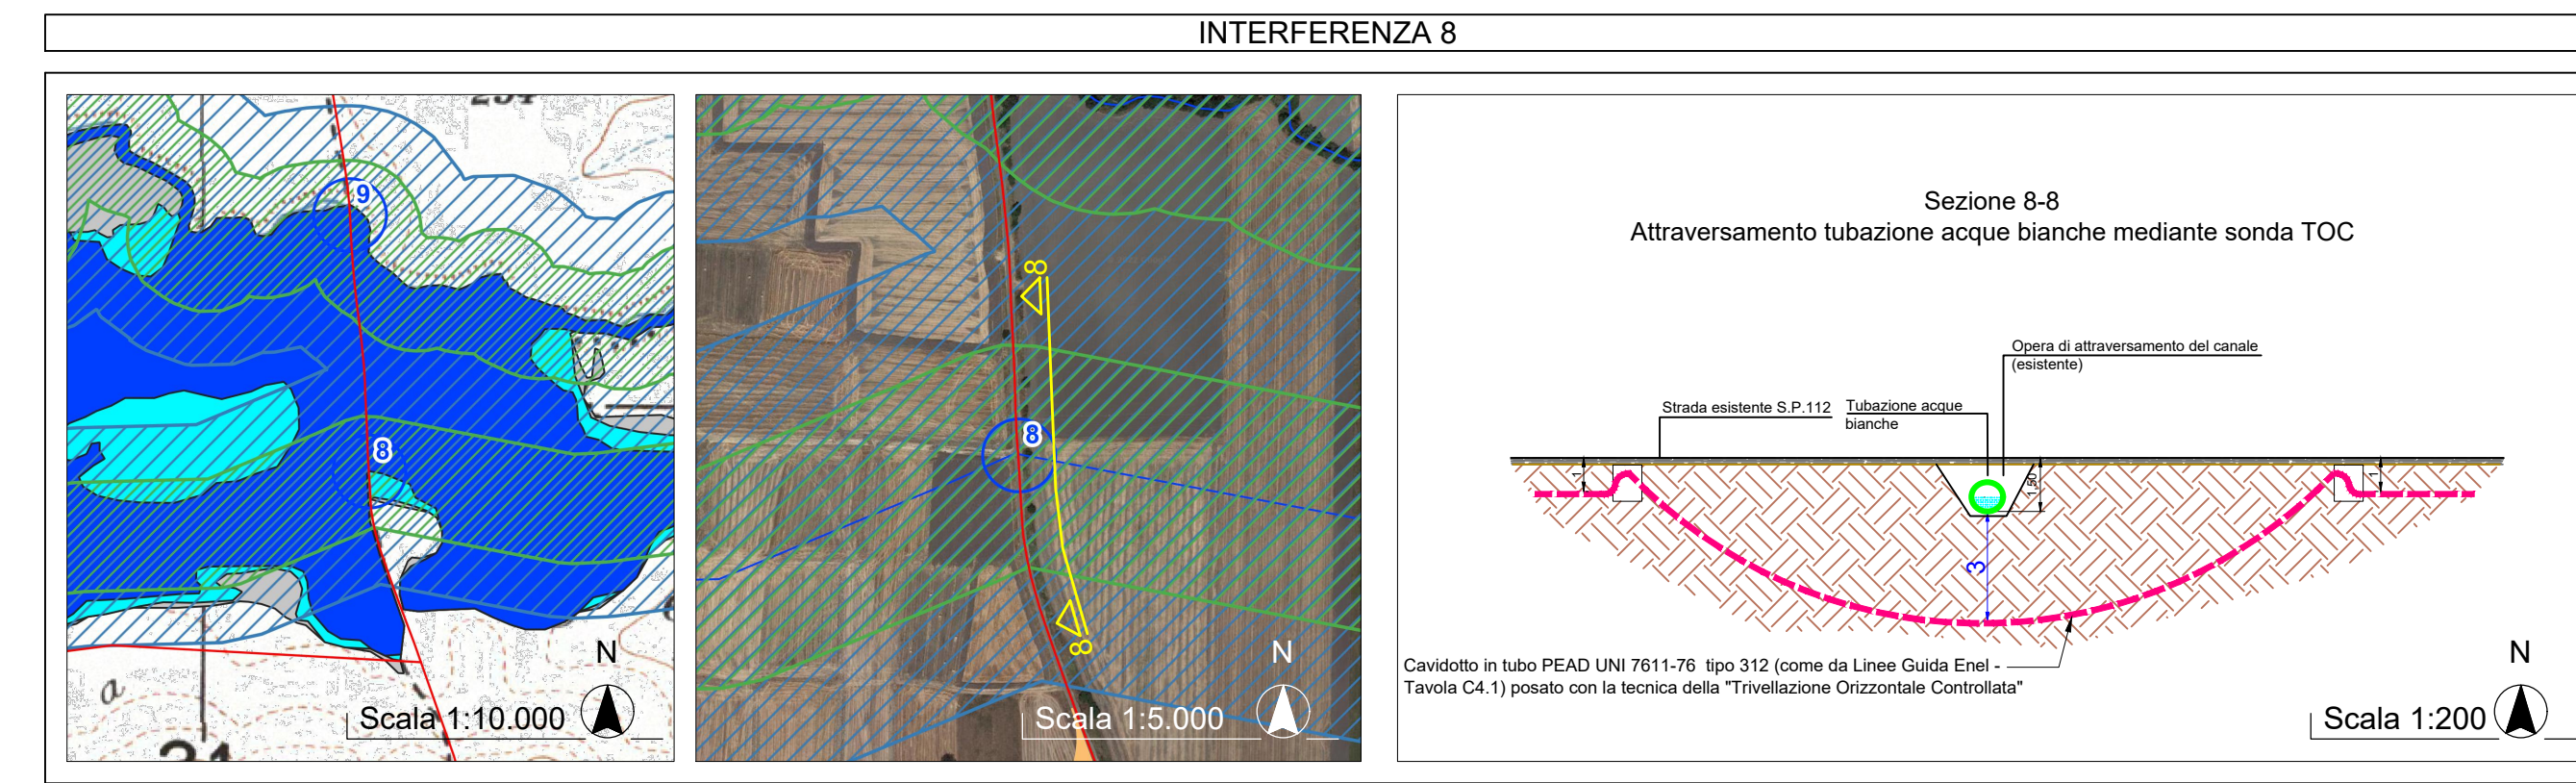 INTERFERENZA 8
9
8
a
N
Scala 1:10.000
8
8
8
N
Scala 1:5.000
Sezione 8-8
Attraversamento tubazione acque bianche mediante sonda TOC
Opera di attraversamento del canale
(esistente)
Strada esistente S.P.112
Tubazione acque
bianche
1
1,50
1
3
Cavidotto in tubo PEAD UNI 7611-76 tipo 312 (come da Linee Guida Enel -
Tavola C4.1) posato con la tecnica della "Trivellazione Orizzontale Controllata"
N
Scala 1:200